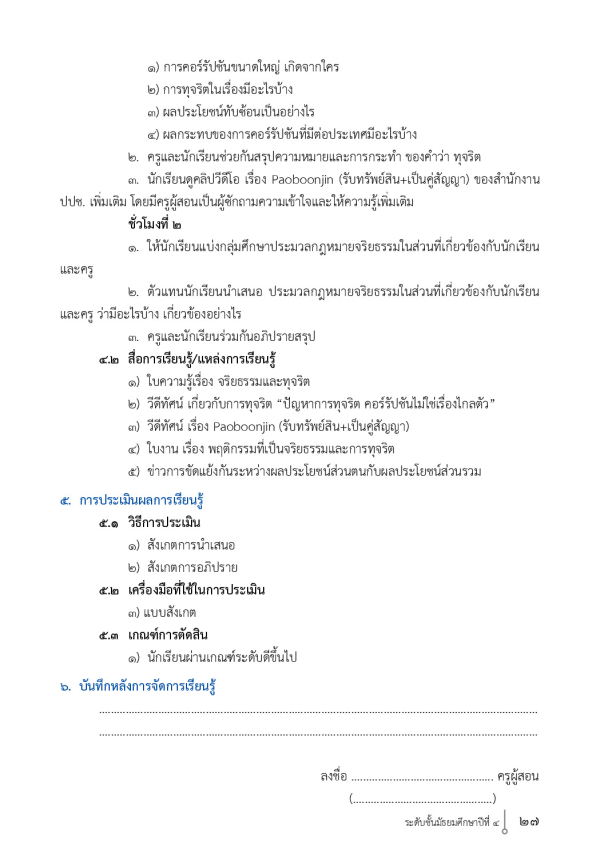 ๑) การคอร์รัปชันขนาดใหญ่ เกิดจากใคร
๒) การทุจริตในเรื่องมีอะไรบ้าง
๓) ผลประโยชน์ทับซ้อนเป็นอย่างไร
๔) ผลกระทบของการคอร์รัปชันที่มีต่อประเทศมีอะไรบ้าง
๒. ครูและนักเรียนช่วยกันสรุปความหมายและการกระทำ ของคำว่า ทุจริต
๓. นักเรียนดูคลิปวีดีโอ เรื่อง Paoboonjin (รับทรัพย์สิน+เป็นคู่สัญญา) ของสำนักงาน
ปปช. เพิ่มเติม โดยมีครูผู้สอนเป็นผู้ซักถามความเข้าใจและให้ความรู้เพิ่มเติม
ชั่วโมงที่ ๒
๑. ให้นักเรียนแบ่งกลุ่มศึกษาประมวลกฎหมายจริยธรรมในส่วนที่เกี่ยวข้องกับนักเรียน
และครู
๒. ตัวแทนนักเรียนนำเสนอ ประมวลกฎหมายจริยธรรมในส่วนที่เกี่ยวข้องกับนักเรียน
และครู ว่ามีอะไรบ้าง เกี่ยวข้องอย่างไร
๓. ครูและนักเรียนร่วมกันอภิปรายสรุป
๔.๒ สื่อการเรียนรู้/แหล่งการเรียนรู้
๑) ใบความรู้เรื่อง จริยธรรมและทุจริต
๒) วีดีทัศน์ เกี่ยวกับการทุจริต “ปัญหาการทุจริต คอร์รัปชันไม่ใช่เรื่องไกลตัว”
๓) วีดีทัศน์ เรื่อง Paoboonjin (รับทรัพย์สิน+เป็นคู่สัญญา)
๔) ใบงาน เรื่อง พฤติกรรมที่เป็นจริยธรรมและการทุจริต
๕) ข่าวการขัดแย้งกันระหว่างผลประโยชน์ส่วนตนกับผลประโยชน์ส่วนรวม
๕. การประเมินผลการเรียนรู้
๕.๑ วิธีการประเมิน
๑) สังเกตการนำเสนอ
๒) สังเกตการอภิปราย
๕.๒ เครื่องมือที่ใช้ในการประเมิน
๓) แบบสังเกต
๕.๓ เกณฑ์การตัดสิน
๑) นักเรียนผ่านเกณฑ์ระดับดีขึ้นไป
๖. บันทึกหลังการจัดการเรียนรู้
................................................................................
................................................................................
ลงชื่อ ................................................ ครูผู้สอน
(................................................)
ระดับชั้นมัธยมศึกษาปีที่ ๔ ๒๗